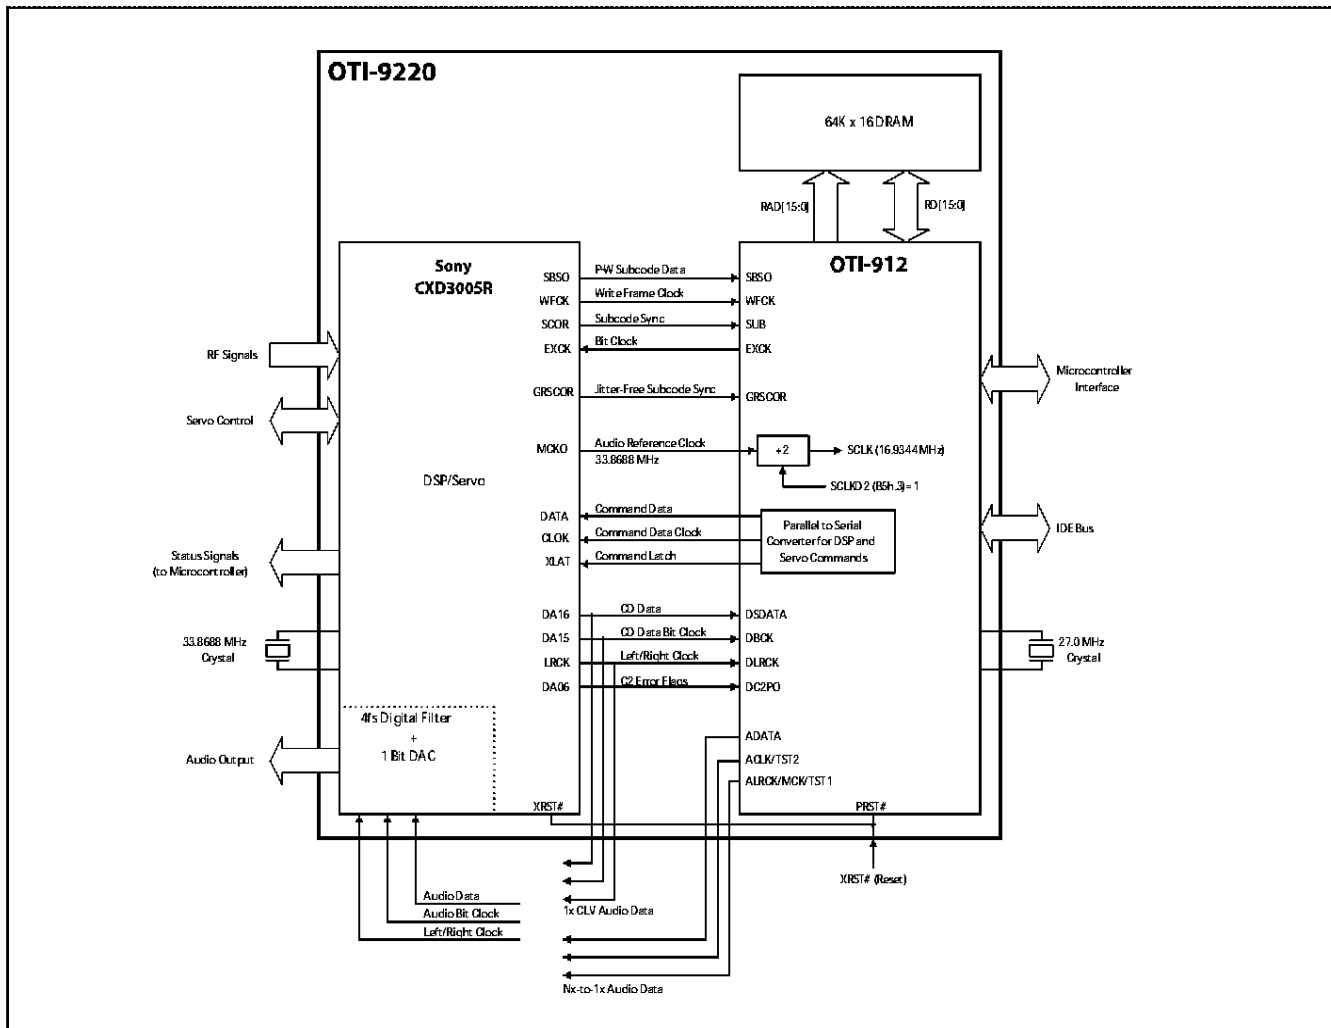 OTI-9220
64K x 16 DRAM
RAD[15:0]
RD[15:0]
Sony
CXD3005R
OTI-912
SBSO
P-W Subcode Data
SBSO
WFCK
Write Frame Clock
WFCK
SCOR
Subcode Sync
SUB
EXCK
Bit Clock
EXCK
GRSCOR
Jitter-Free Subcode Sync
GRSCOR
MCKO
Audio Reference Clock
33.8688 MHz
÷2
SCLK (16.9344 MHz)
SCLKD2 (B5h.3) = 1
RF Signals
Servo Control
DSP/Servo
Microcontroller
Interface
DATA
Command Data
CLOK
Command Data Clock
XLAT
Command Latch
Parallel to Serial
Converter for DSP and
Servo Commands
IDE Bus
Status Signals
(to Microcontroller)
DA16
CD Data
DSDATA
DA15
CD Data Bit Clock
DBCK
LRCK
Left/Right Clock
DLRCK
DA06
C2 Error Flags
DC2PO
33.8688 MHz
Crystal
27.0 MHz
Crystal
4fs Digital Filter
+
1 Bit DAC
Audio Output
ADATA
ACLK/TST2
ALRCK/MCK/TST1
XRST#
PRST#
XRST# (Reset)
Audio Data
Audio Bit Clock
Left/Right Clock
1x CLV Audio Data
Nx-to-1x Audio Data